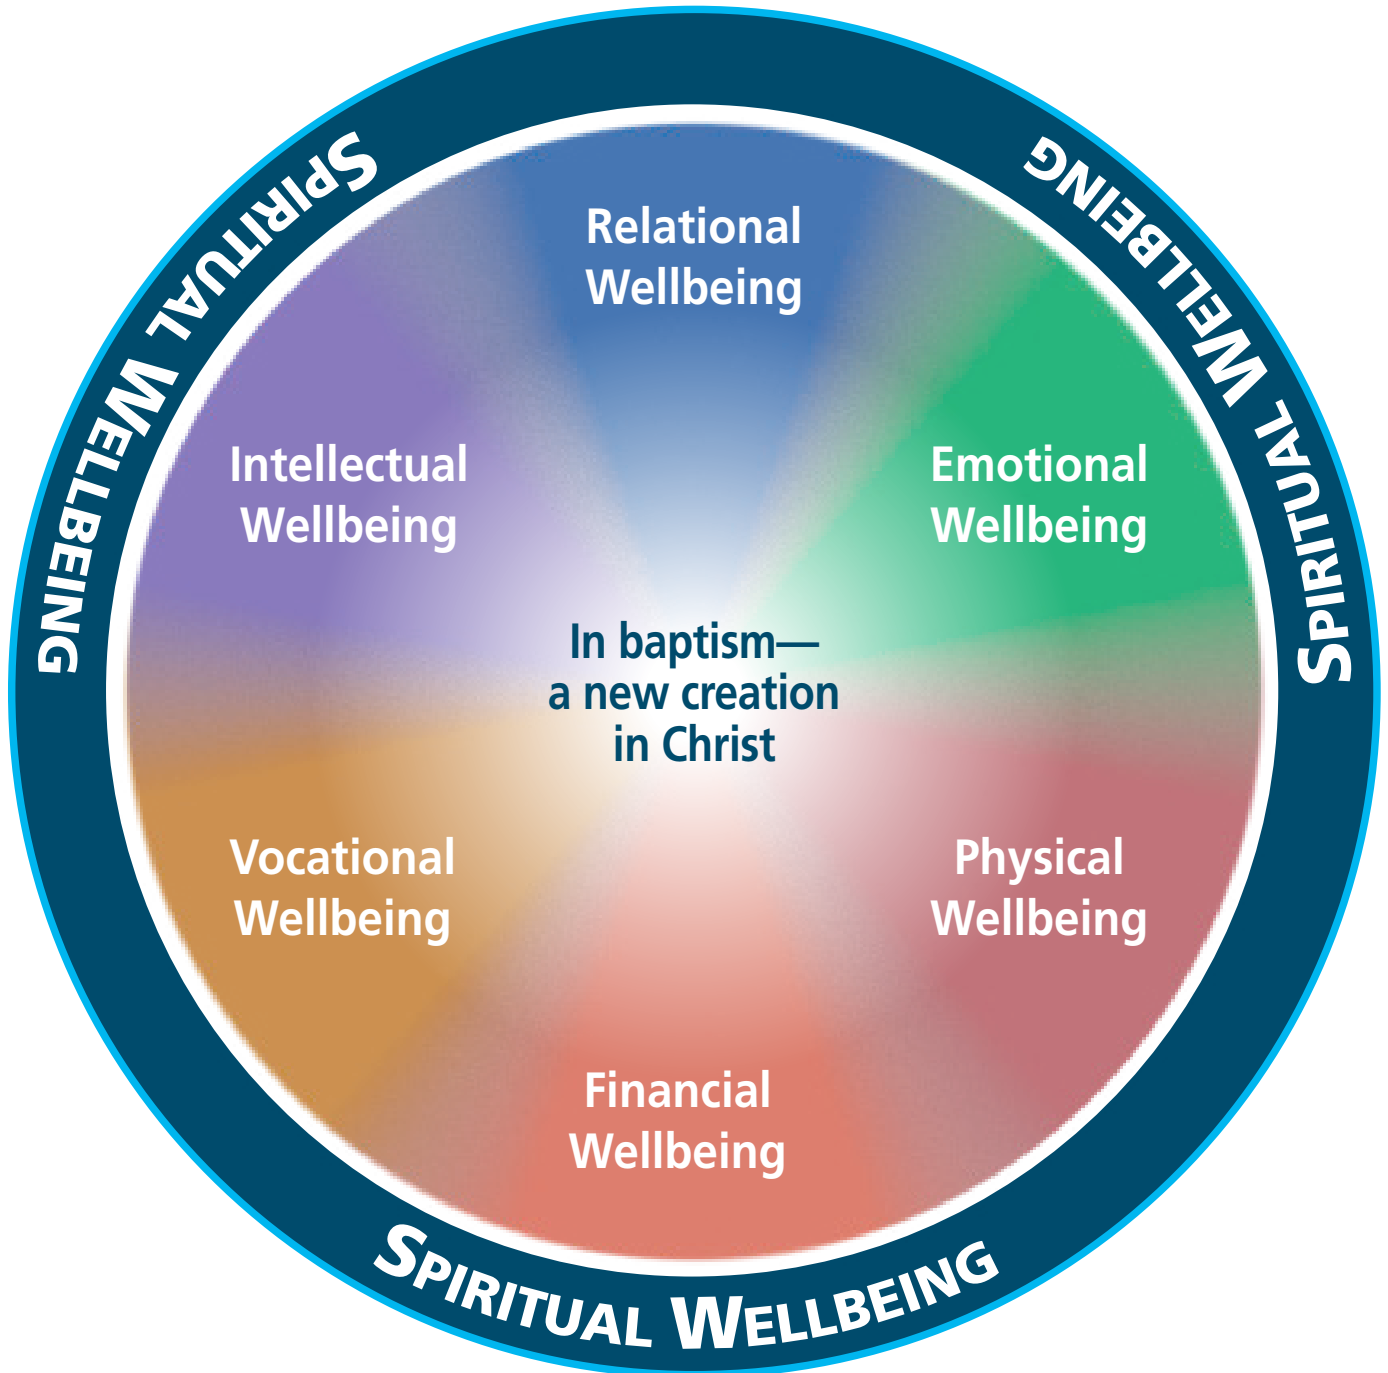 SPIRITUAL WELLBEING
SPIRITUAL WELLBEING
Relational
Wellbeing
Intellectual
Wellbeing
Emotional
Wellbeing
In baptism—
a new creation
in Christ
Vocational
Wellbeing
Physical
Wellbeing
Financial
Wellbeing
SPIRITUAL WELLBEING